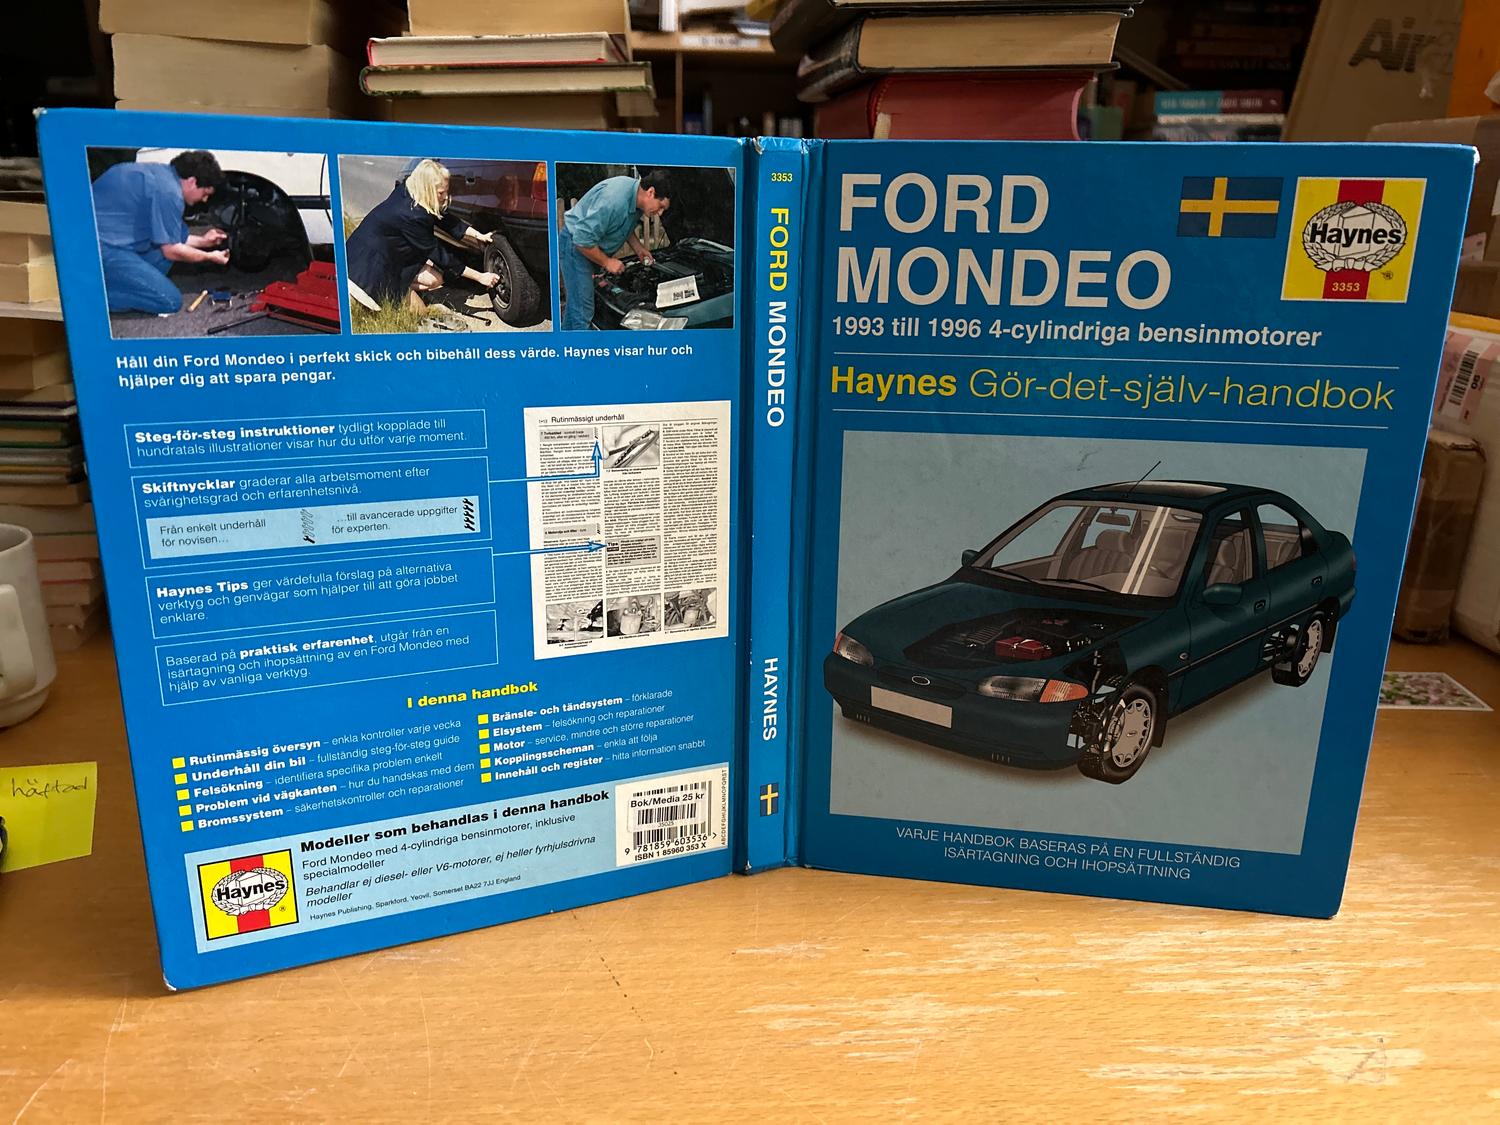 Håll din Ford Mondeo i perfekt skick och bibehåll dess värde. Haynes visar hur och
hjälper dig att spara pengar.
Steg-för-steg instruktioner tydligt kopplade till
hundratals illustrationer visar hur du utför varje moment.
Skiftnycklar graderar alla arbetsmoment efter
svårighetsgrad och erfarenhetsnivå.
Från enkelt underhåll
för novisen...
...till avancerade uppgifter
för experten.
Haynes Tips ger värdefulla förslag på alternativa
verktyg och genvägar som hjälper till att göra jobbet
enklare.
Baserad på praktisk erfarenhet, utgår från en
isärtagning och ihopsättning av en Ford Mondeo med
hjälp av vanliga verktyg.
Rutinmässigt underhåll
I denna handbok
Rutinmässig översyn – enkla kontroller varje vecka
Underhåll din bil – fullständig steg-för-steg guide
Felsökning – identifiera specifika problem enkelt
Problem vid vägkanten – hur du handskas med dem
Bromssystem – säkerhetskontroller och reparationer
Bränsle- och tändsystem – förklarade
Elsystem – felsökning och reparationer
Motor – service, mindre och större reparationer
Kopplingsscheman – enkla att följa
Innehåll och register – hitta information snabbt
Haynes
Modeller som behandlas i denna handbok
Ford Mondeo med 4-cylindriga bensinmotorer, inklusive
specialmodeller
Behandlar ej diesel- eller V6-motorer, ej heller fyrhjulsdrivna
modeller
Haynes Publishing, Sparkford, Yeovil, Somerset BA22 7JJ England
Bok/Media 25 kr
9 781859 603536 >
ISBN 1 85960 353 X
ABCDEFGHIJKLMNOPQRST
3353
FORD MONDEO
HAYNES
FORD
MONDEO
1993 till 1996 4-cylindriga bensinmotorer
Haynes Gör-det-själv-handbok
Haynes
3353
VARJE HANDBOK BASERAS PÅ EN FULLSTÄNDIG
ISÄRTAGNING OCH IHOPSÄTTNING
häftad
Air